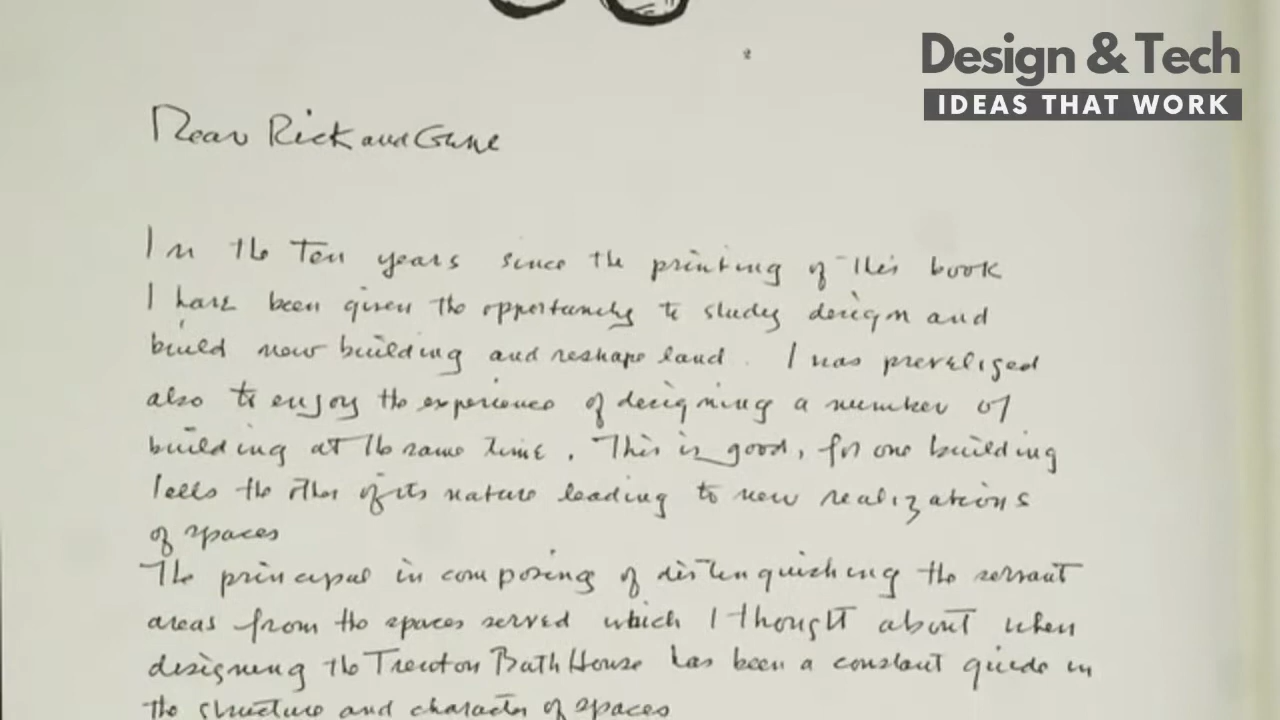 Design & Tech
IDEAS THAT WORK
Dear Rick and Gene
In the Ten years since the printing of this book
I have been given the opportunity to study design and
build new building and reshape land. I was preveliged
also to enjoy the experience of designing a number of
building at the same time. This is good, for one building
tells the other of its nature leading to new realizations
of spaces
The principal in composing of distenquisheng the servant
areas from the spaces served which I thought about when
designing the Trenton Bath House has been a constant guide in
the structure and character of spaces